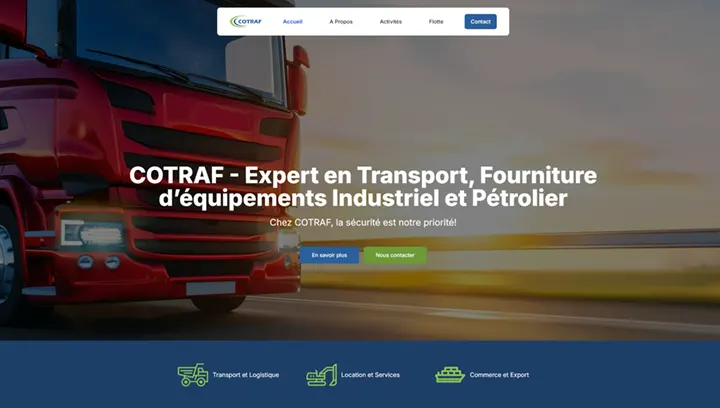 COTRAF
Accueil
A Propos
Activités
Flotte
Contact
COTRAF - Expert en Transport, Fourniture
d’équipements Industriel et Pétrolier
Chez COTRAF, la sécurité est notre priorité!
En savoir plus
Nous contacter
Transport et Logistique
Location et Services
Commerce et Export